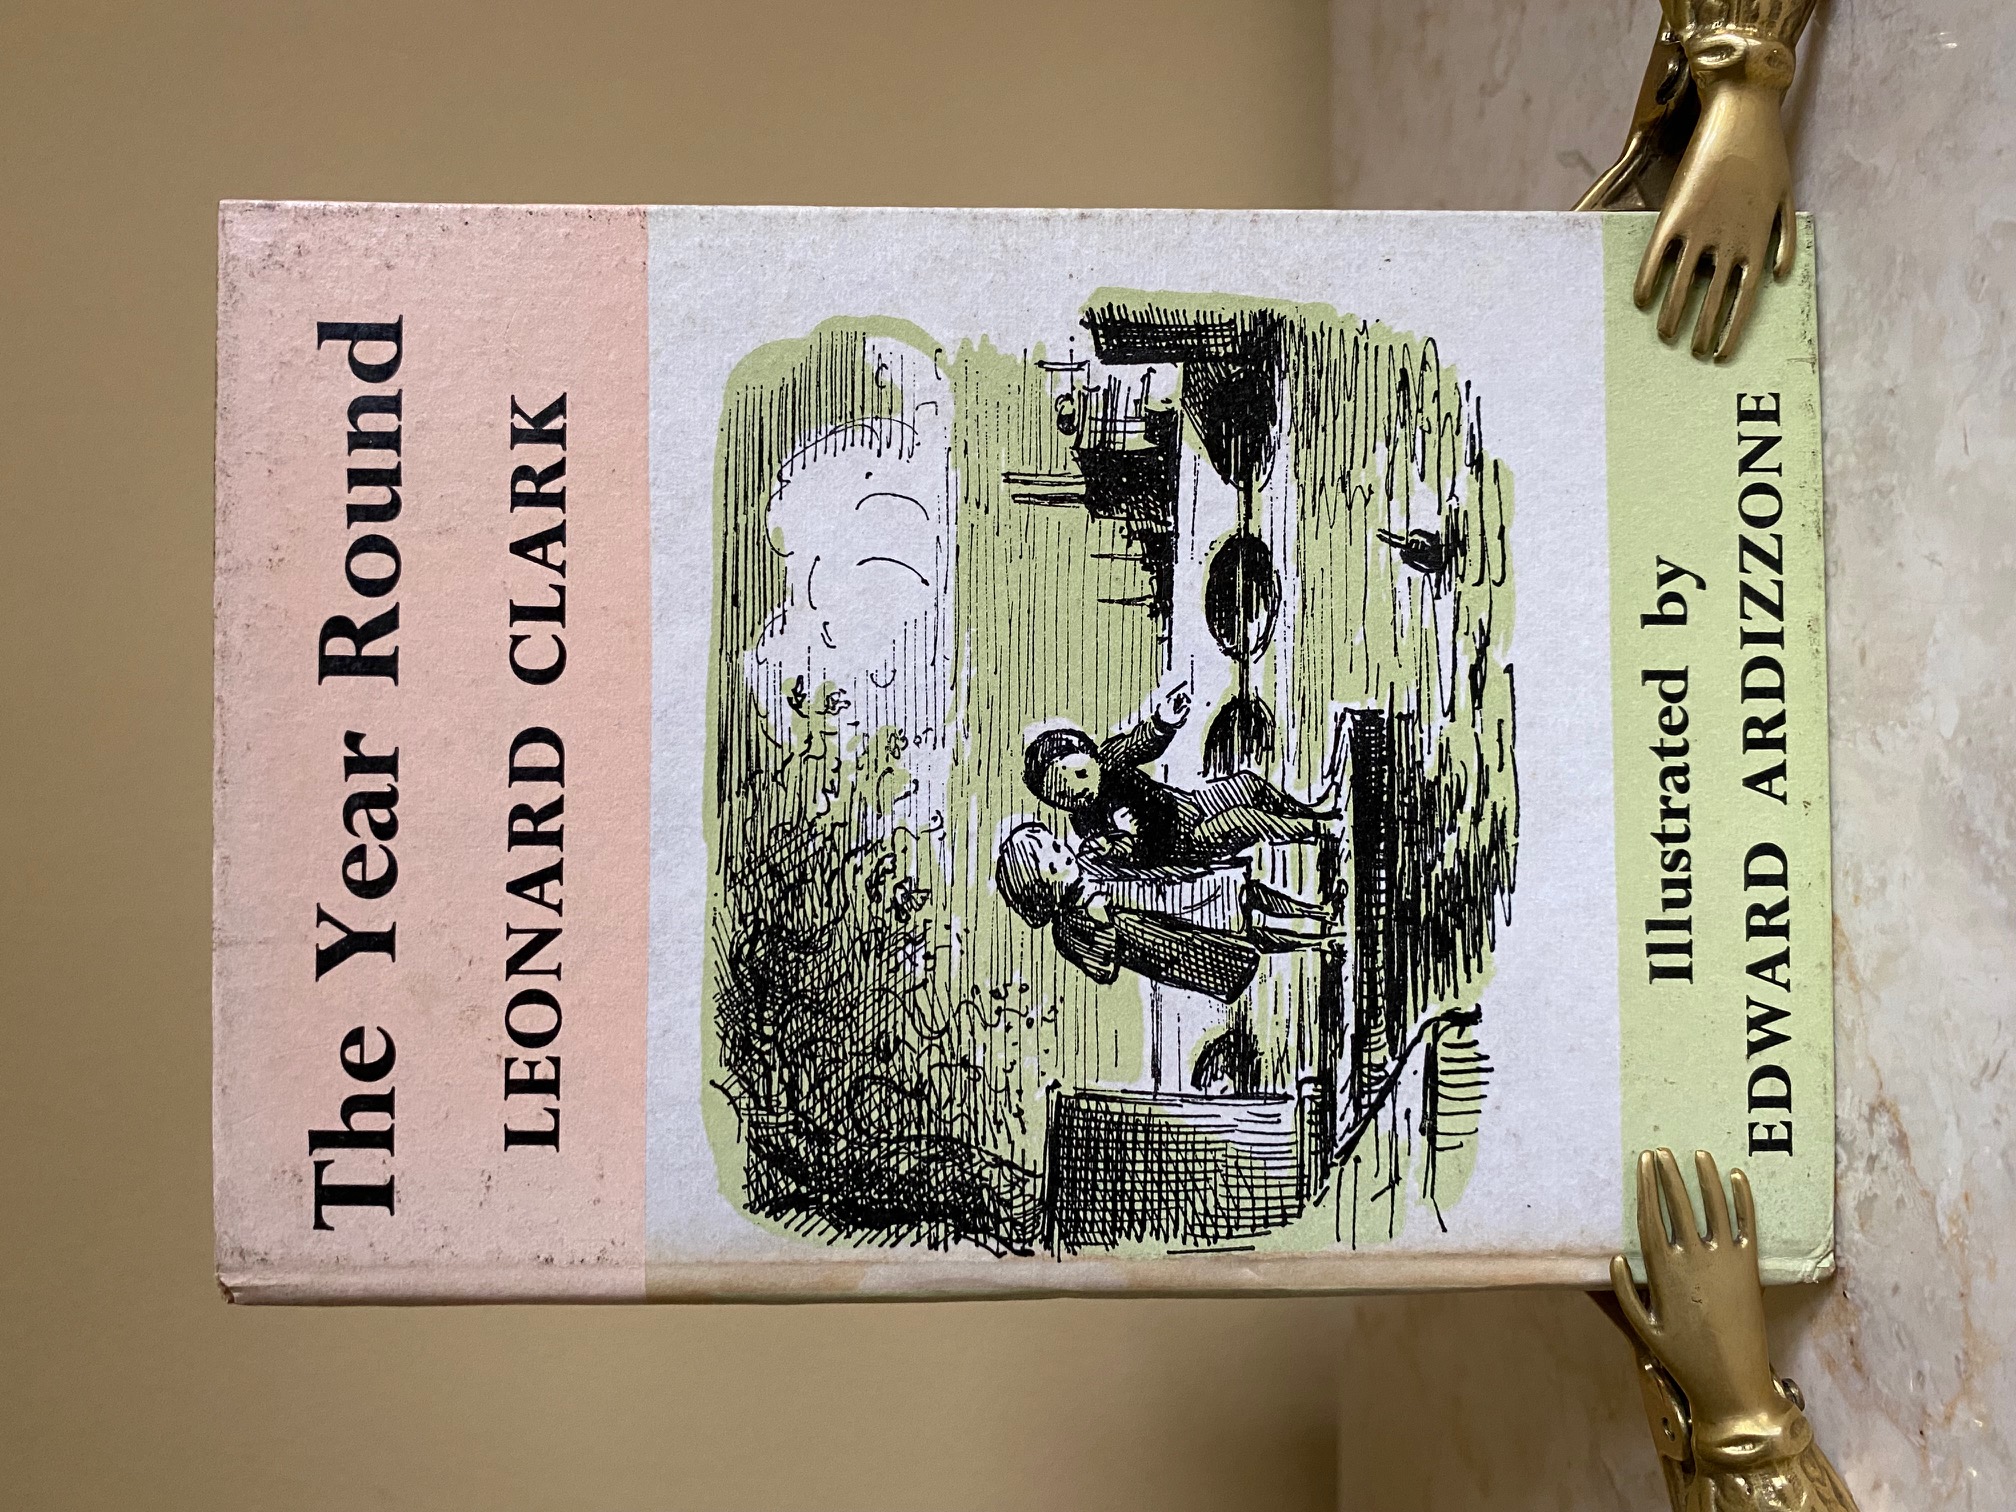 The Year Round
LEONARD CLARK
Illustrated by
EDWARD ARDIZZONE